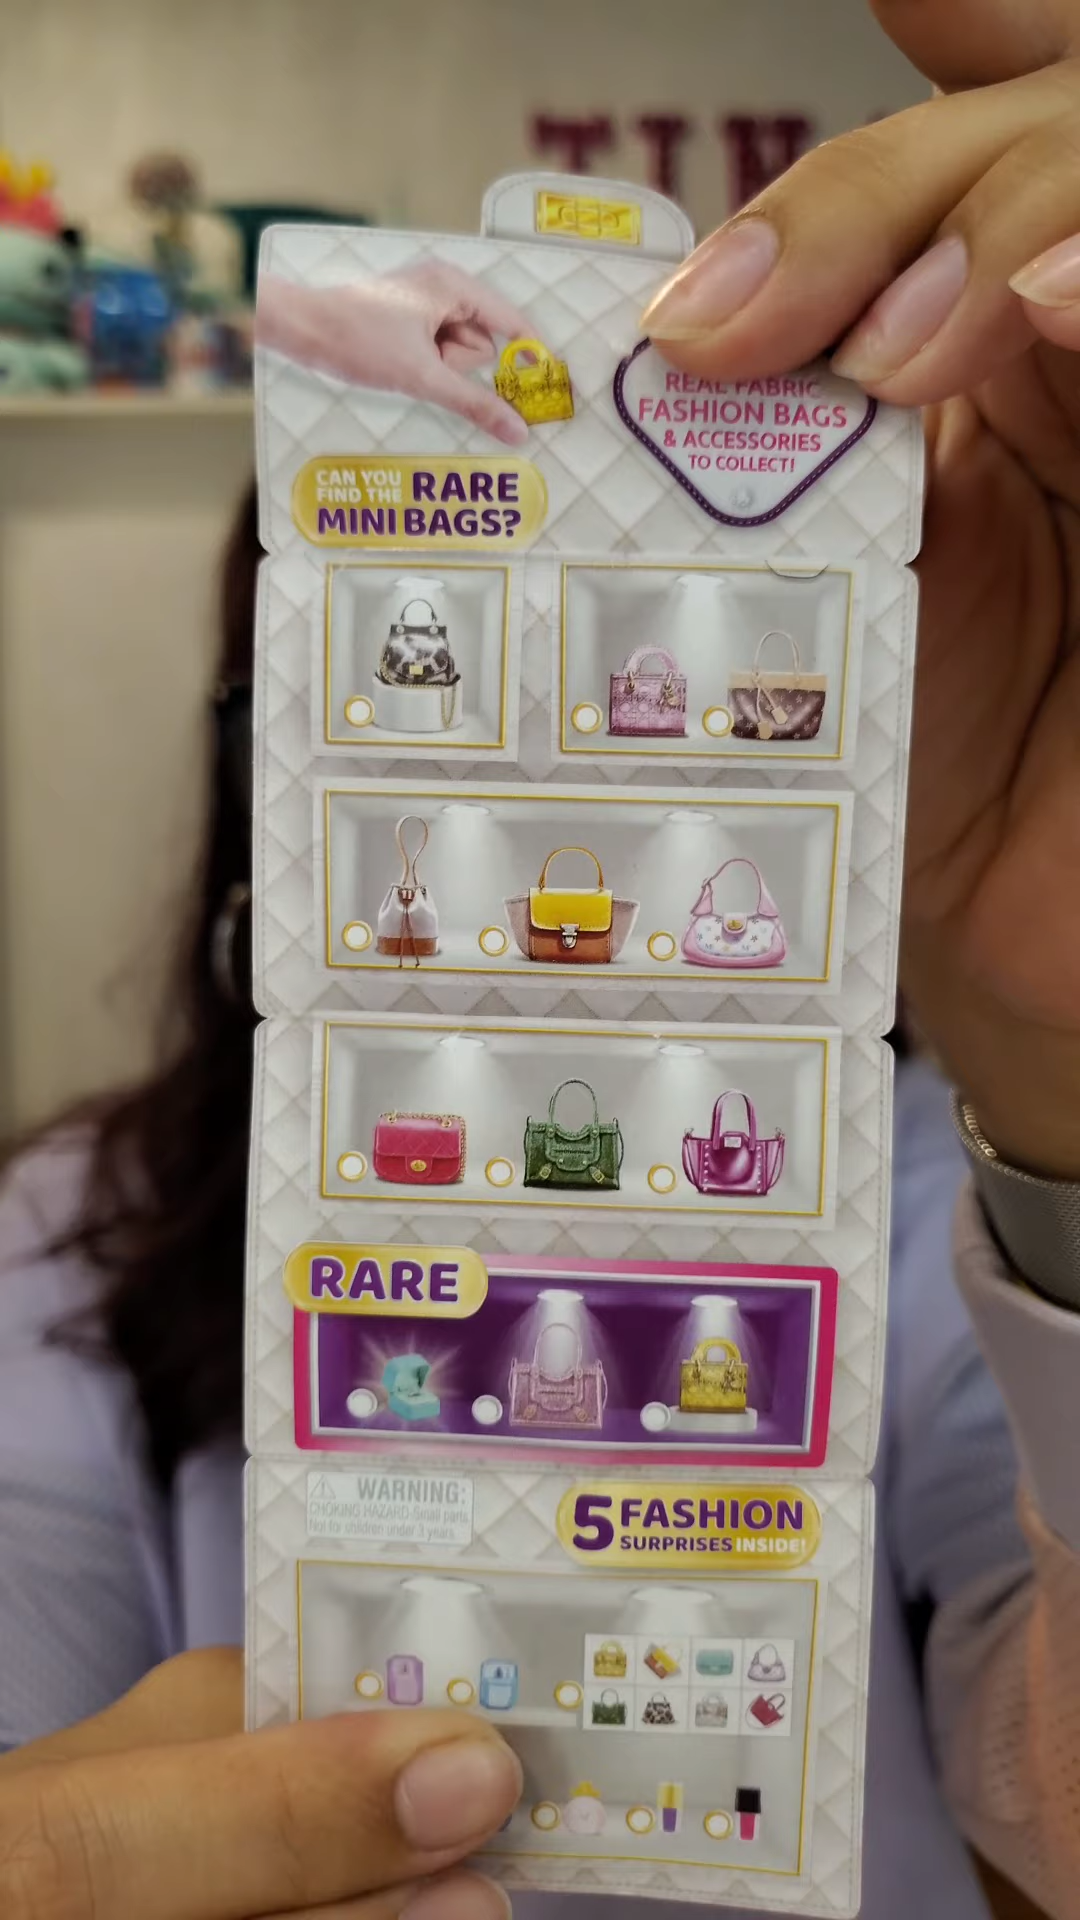 TINA
REAL FABRIC
FASHION BAGS
& ACCESSORIES
TO COLLECT!
CAN YOU
FIND THE RARE
MINI BAGS?
RARE
WARNING:
CHOKING HAZARD-Small parts.
Not for children under 3 years.
5 FASHION
SURPRISES INSIDE!